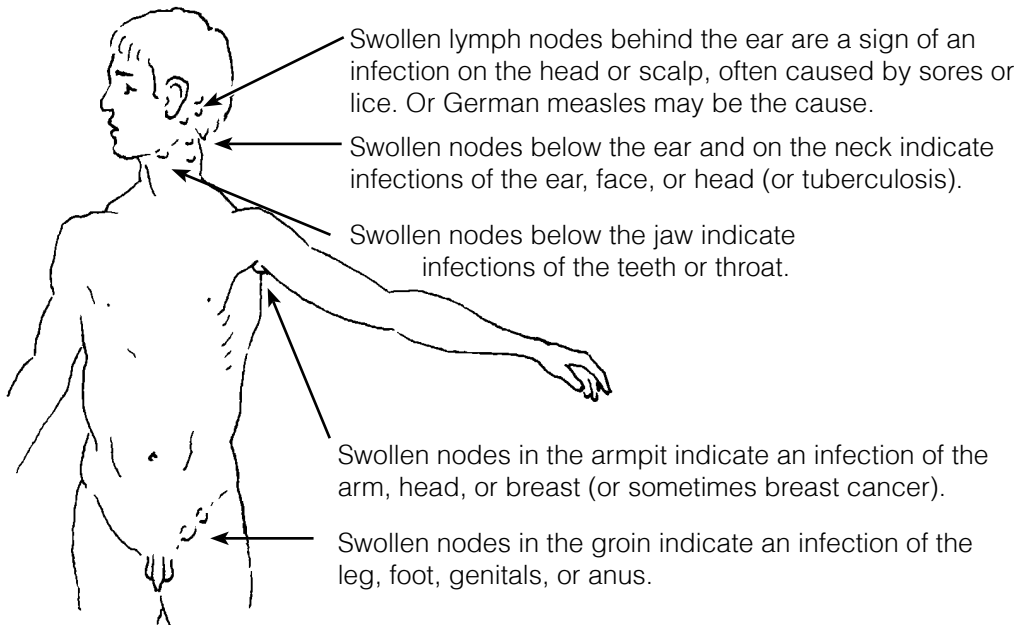 Swollen lymph nodes behind the ear are a sign of an
infection on the head or scalp, often caused by sores or
lice. Or German measles may be the cause.
Swollen nodes below the ear and on the neck indicate
infections of the ear, face, or head (or tuberculosis).
Swollen nodes below the jaw indicate
infections of the teeth or throat.
Swollen nodes in the armpit indicate an infection of the
arm, head, or breast (or sometimes breast cancer).
Swollen nodes in the groin indicate an infection of the
leg, foot, genitals, or anus.